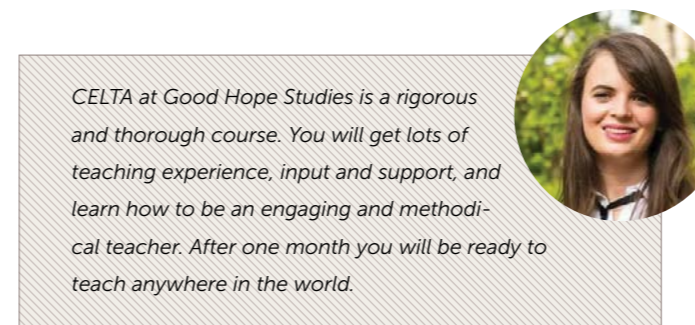 CELTA at Good Hope Studies is a rigorous
and thorough course. You will get lots of
teaching experience, input and support, and
learn how to be an engaging and methodi-
cal teacher. After one month you will be ready to
teach anywhere in the world.